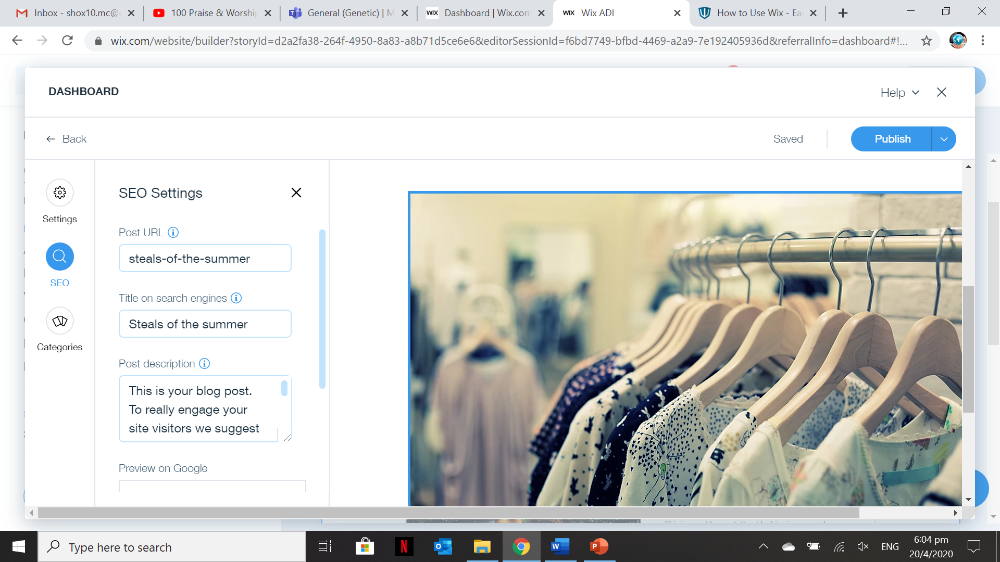 Inbox - shox10.mc@
100 Praise & Worship
General (Genetic) | M
WIX Dashboard | Wix.com
WIX Wix ADI
How to Use Wix - Ea
wix.com/website/builder?storyId=d2a2fa38-264f-4950-8a83-a8b71d5ce6e6&editorSessionId=f6bd7749-bfbd-4469-a2a9-7e192405936d&referralInfo=dashboard#!...
DASHBOARD
Help
Back
Saved
Publish
Settings
SEO
Categories
SEO Settings
Post URL
steals-of-the-summer
Title on search engines
Steals of the summer
Post description
This is your blog post.
To really engage your
site visitors we suggest
Preview on Google
Type here to search
ENG
6:04 pm
20/4/2020